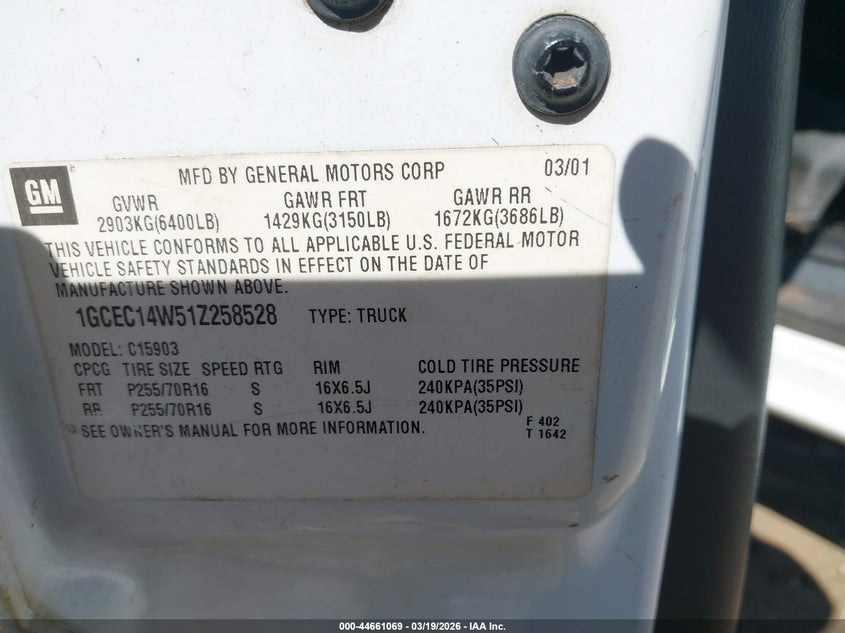 GM
MFD BY GENERAL MOTORS CORP 03/01
GVWR GAWR FRT GAWR RR
2903KG(6400LB) 1429KG(3150LB) 1672KG(3686LB)
THIS VEHICLE CONFORMS TO ALL APPLICABLE U.S. FEDERAL MOTOR
VEHICLE SAFETY STANDARDS IN EFFECT ON THE DATE OF
MANUFACTURE SHOWN ABOVE.
1GCEC14W51Z258528 TYPE: TRUCK
MODEL: C15903
CPCG TIRE SIZE SPEED RTG RIM COLD TIRE PRESSURE
FRT P255/70R16 S 16X6.5J 240KPA(35PSI)
RR P255/70R16 S 16X6.5J 240KPA(35PSI)
SEE OWNER'S MANUAL FOR MORE INFORMATION.
F 402
T 1642
000-44661069 | 03/19/2026 - IAA Inc.